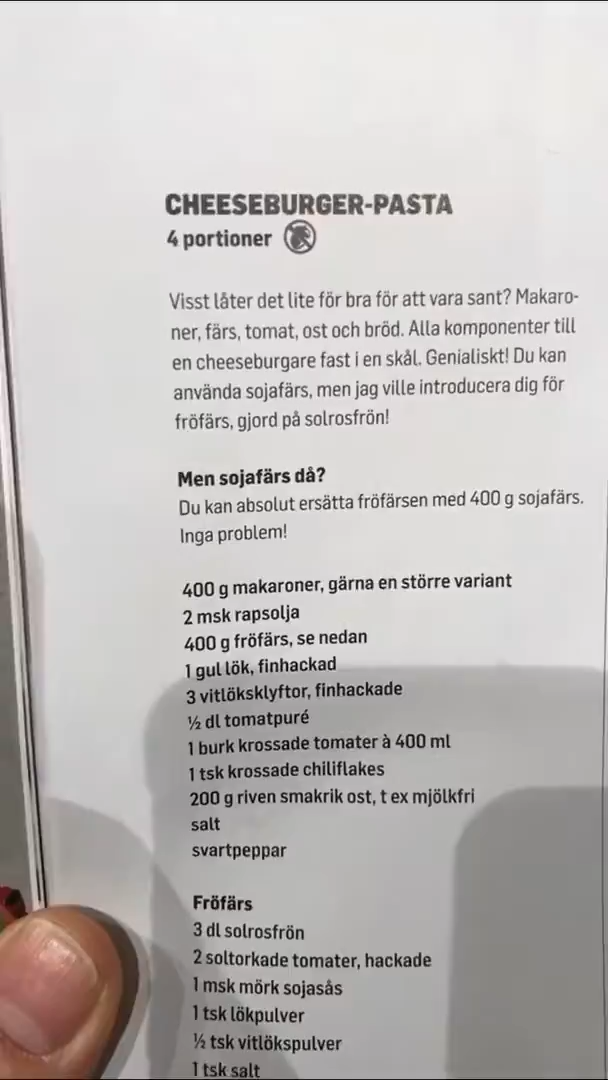 CHEESEBURGER-PASTA
4 portioner
Visst låter det lite för bra för att vara sant? Makaro-
ner, färs, tomat, ost och bröd. Alla komponenter till
en cheeseburgare fast i en skål. Genialiskt! Du kan
använda sojafärs, men jag ville introducera dig för
fröfärs, gjord på solrosfrön!
Men sojafärs då?
Du kan absolut ersätta fröfärsen med 400 g sojafärs.
Inga problem!
400 g makaroner, gärna en större variant
2 msk rapsolja
400 g fröfärs, se nedan
1 gul lök, finhackad
3 vitlöksklyftor, finhackade
½ dl tomatpuré
1 burk krossade tomater à 400 ml
1 tsk krossade chiliflakes
200 g riven smakrik ost, t ex mjölkfri
salt
svartpeppar
Fröfärs
3 dl solrosfrön
2 soltorkade tomater, hackade
1 msk mörk sojasås
1 tsk lökpulver
½ tsk vitlökspulver
1 tsk salt